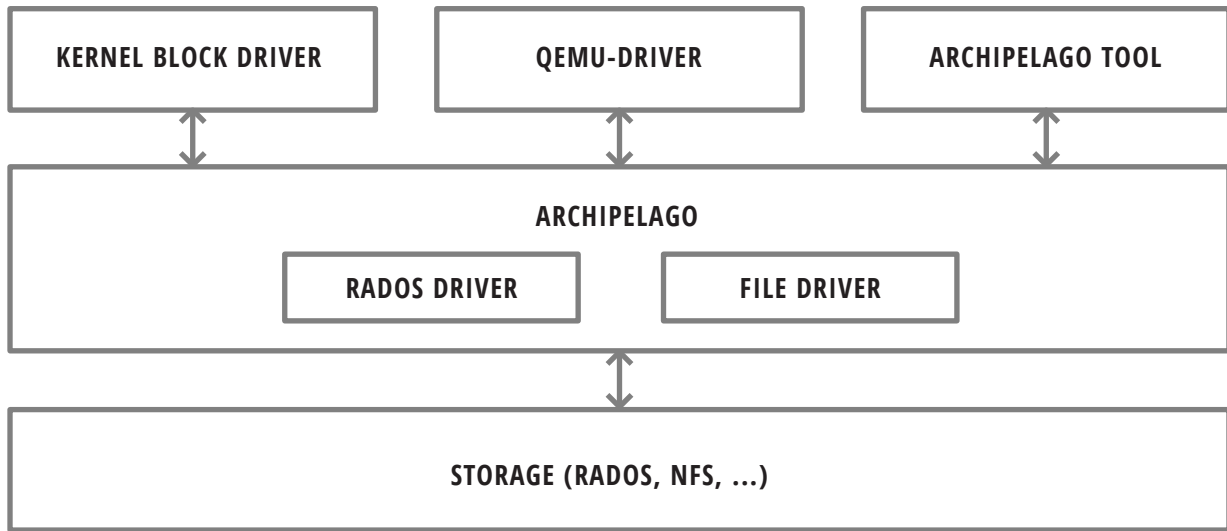 KERNEL BLOCK DRIVER
QEMU-DRIVER
ARCHIPELAGO TOOL
ARCHIPELAGO
RADOS DRIVER
FILE DRIVER
STORAGE (RADOS, NFS, ...)